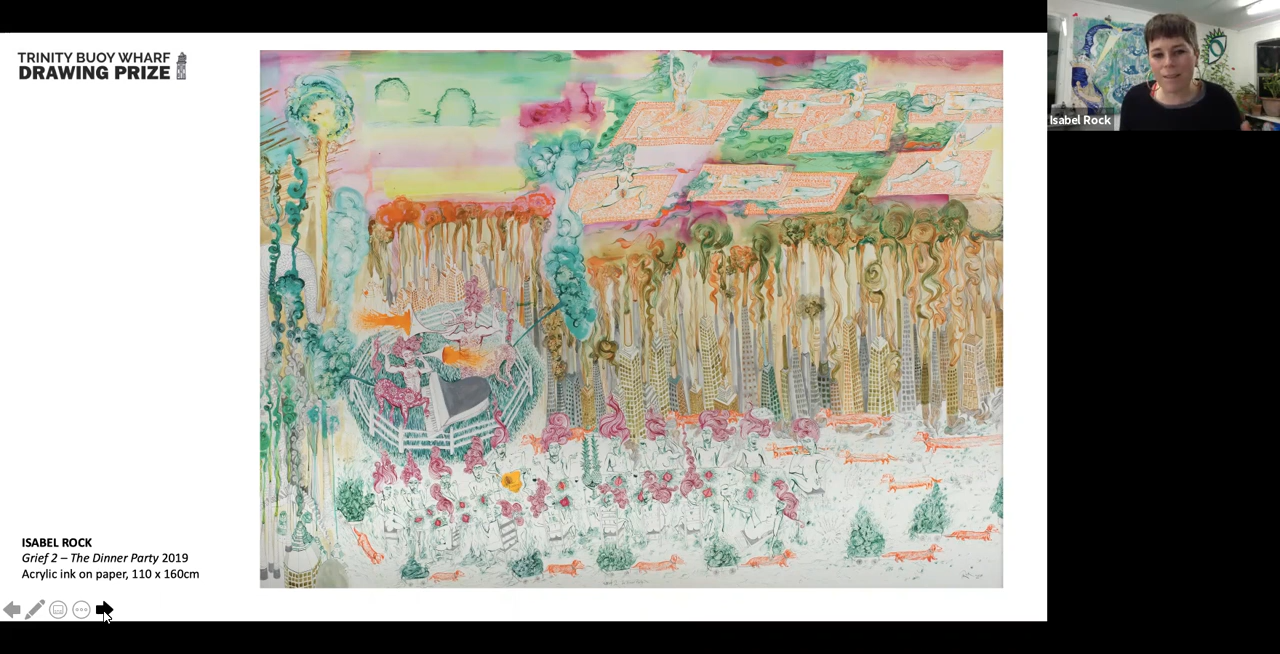 TRINITY BUOY WHARF
DRAWING PRIZE
Isabel Rock
ISABEL ROCK
Grief 2 – The Dinner Party 2019
Acrylic ink on paper, 110 x 160cm